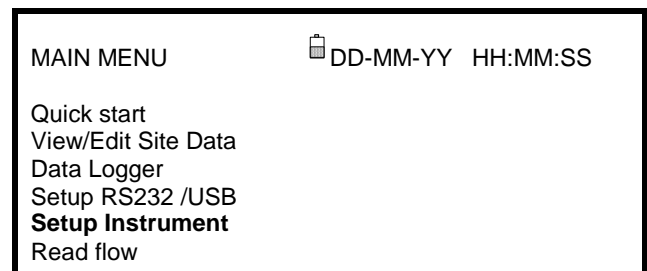 MAIN MENU DD-MM-YY HH:MM:SS
Quick start
View/Edit Site Data
Data Logger
Setup RS232 /USB
Setup Instrument
Read flow